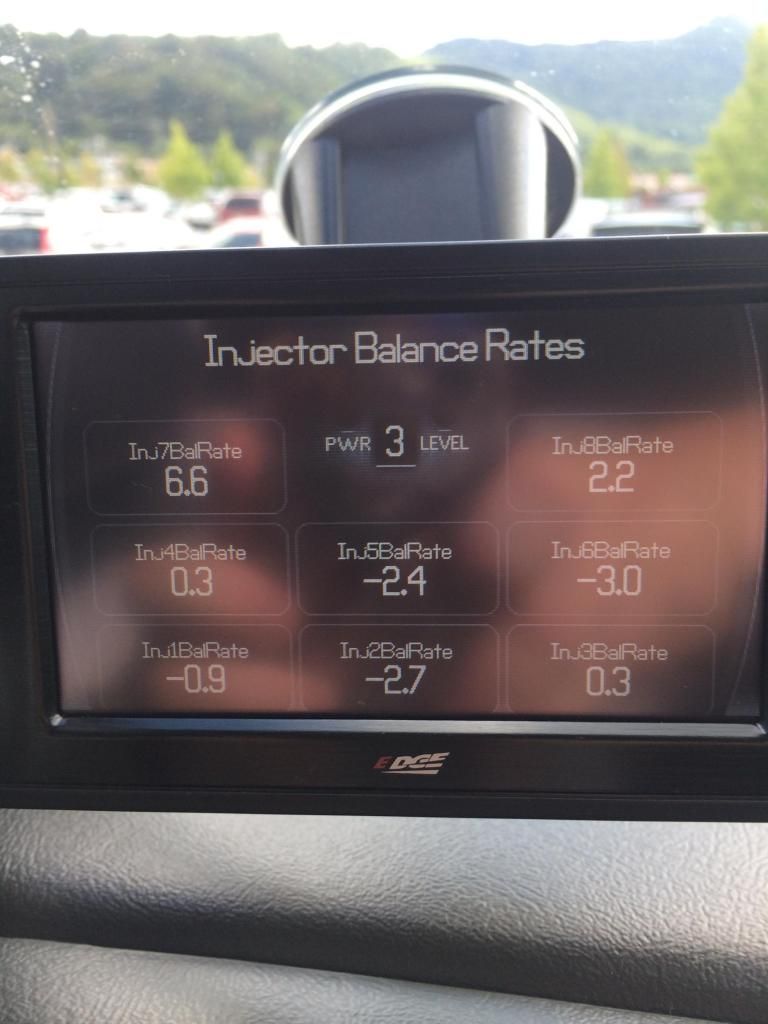 Injector Balance Rates
PWR 3 LEVEL
Inj7BalRate
6.6
Inj8BalRate
2.2
Inj4BalRate
0.3
Inj5BalRate
-2.4
Inj6BalRate
-3.0
Inj1BalRate
-0.9
Inj2BalRate
-2.7
Inj3BalRate
0.3
EDGE